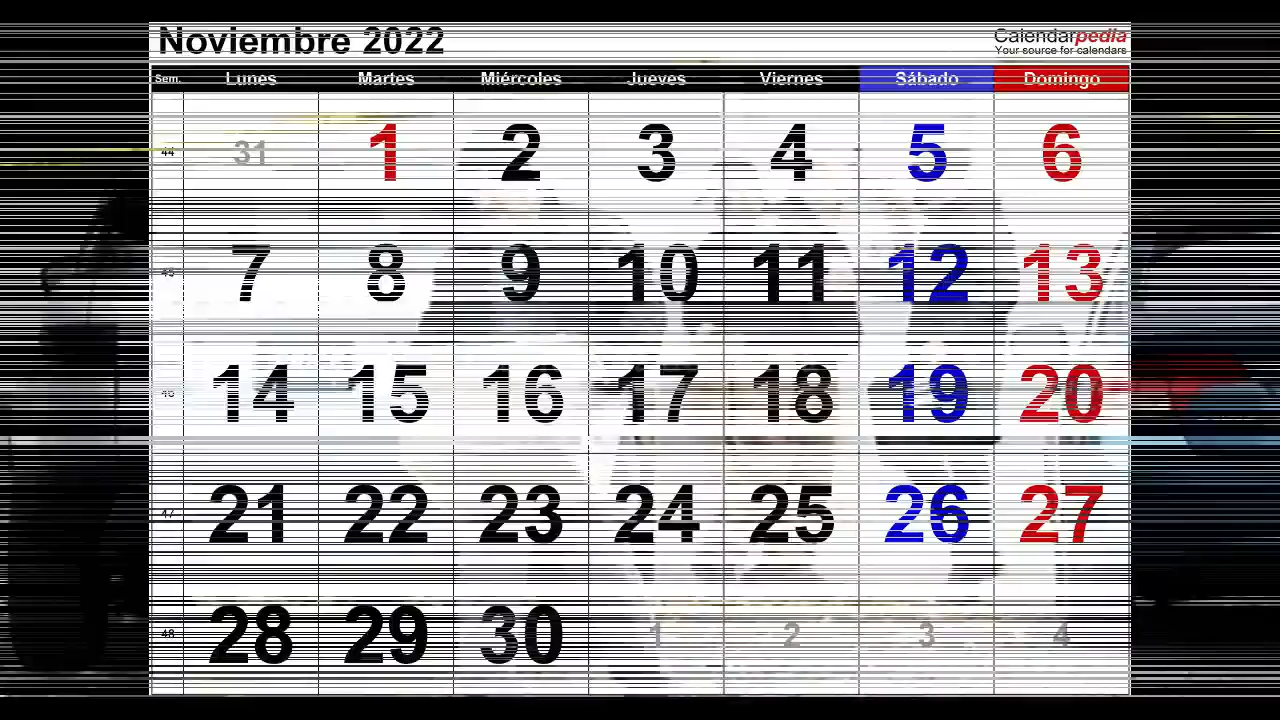 Noviembre 2022
Calendarpedia
Your source for calendars
Sem. Lunes Martes Miércoles Jueves Viernes Sábado Domingo
44 31 1 2 3 4 5 6
45 7 8 9 10 11 12 13
46 14 15 16 17 18 19 20
47 21 22 23 24 25 26 27
48 28 29 30 1 2 3 4